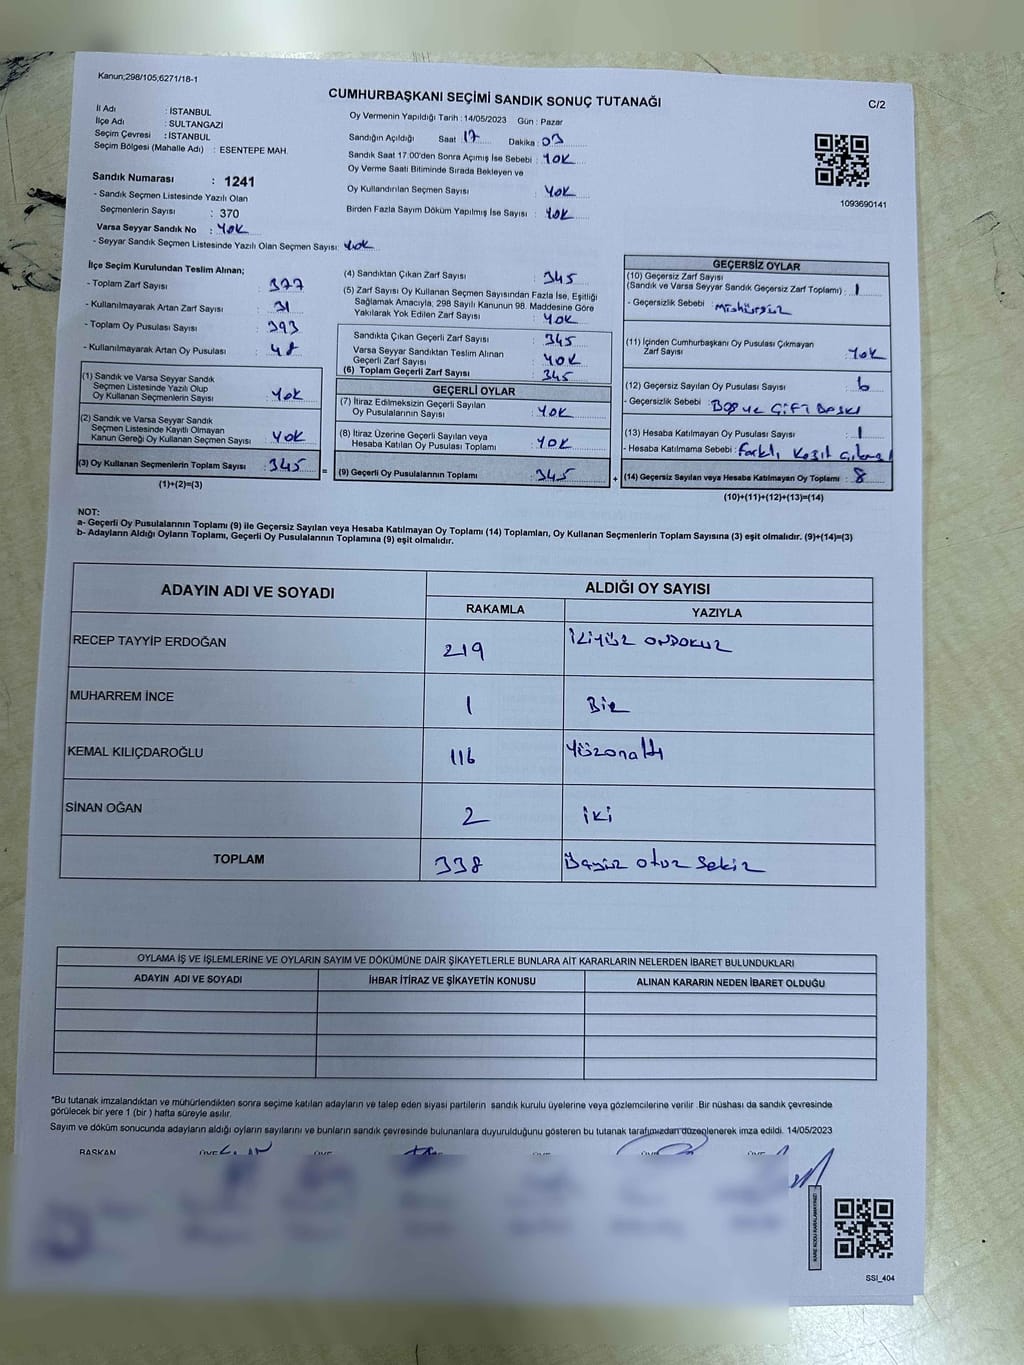 Kanun;298/105,6271/18-1
CUMHURBAŞKANI SEÇİMİ SANDIK SONUÇ TUTANAĞI
C/2
İl Adı : İSTANBUL
İlçe Adı : SULTANGAZİ
Seçim Çevresi : İSTANBUL
Seçim Bölgesi (Mahalle Adı) : ESENTEPE MAH.
Sandık Numarası : 1241
- Sandık Seçmen Listesinde Yazılı Olan
Seçmenlerin Sayısı : 370
Varsa Seyyar Sandık No : YOK
- Seyyar Sandık Seçmen Listesinde Yazılı Olan Seçmen Sayısı: YOK
Oy Vermenin Yapıldığı Tarih : 14/05/2023 Gün : Pazar
Sandığın Açıldığı Saat 17 Dakika : 03
Sandık Saat 17:00'den Sonra Açımış İse Sebebi : YOK
Oy Verme Saati Bitiminde Sırada Bekleyen ve
Oy Kullandırılan Seçmen Sayısı : YOK
Birden Fazla Sayım Döküm Yapılmış İse Sayısı : YOK
1093690141
İlçe Seçim Kurulundan Teslim Alınan;
- Toplam Zarf Sayısı : 377
- Kullanılmayarak Artan Zarf Sayısı : 31
- Toplam Oy Pusulası Sayısı : 393
- Kullanılmayarak Artan Oy Pusulası : 48
(1) Sandık ve Varsa Seyyar Sandık
Seçmen Listesinde Yazılı Olup
Oy Kullanan Seçmenlerin Sayısı : YOK
(2) Sandık ve Varsa Seyyar Sandık
Seçmen Listesinde Kayıtlı Olmayan
Kanun Gereği Oy Kullanan Seçmen Sayısı : YOK
(3) Oy Kullanan Seçmenlerin Toplam Sayısı : 345
(1)+(2)=(3)
=
(4) Sandıktan Çıkan Zarf Sayısı : 345
(5) Zarf Sayısı Oy Kullanan Seçmen Sayısından Fazla İse, Eşitliği
Sağlamak Amacıyla, 298 Sayılı Kanunun 98. Maddesine Göre
Yakılarak Yok Edilen Zarf Sayısı : YOK
Sandıkta Çıkan Geçerli Zarf Sayısı : 345
Varsa Seyyar Sandıktan Teslim Alınan
Geçerli Zarf Sayısı : YOK
(6) Toplam Geçerli Zarf Sayısı : 345
GEÇERLİ OYLAR
(7) İtiraz Edilmeksizin Geçerli Sayılan
Oy Pusulalarının Sayısı : YOK
(8) İtiraz Üzerine Geçerli Sayılan veya
Hesaba Katılan Oy Pusulası Toplamı : YOK
(9) Geçerli Oy Pusulalarının Toplamı : 345
+
GEÇERSİZ OYLAR
(10) Geçersiz Zarf Sayısı
(Sandık ve Varsa Seyyar Sandık Geçersiz Zarf Toplamı) : 1
- Geçersizlik Sebebi : Mühürsüz
(11) İçinden Cumhurbaşkanı Oy Pusulası Çıkmayan
Zarf Sayısı : YOK
(12) Geçersiz Sayılan Oy Pusulası Sayısı : 6
- Geçersizlik Sebebi : BOŞ ve ÇİFT BASKI
(13) Hesaba Katılmayan Oy Pusulası Sayısı : 1
- Hesaba Katılmama Sebebi : Farklı
(14) Geçersiz Sayılan veya Hesaba Katılmayan Oy Toplamı : 8
(10)+(11)+(12)+(13)=(14)
NOT:
a- Geçerli Oy Pusulalarının Toplamı (9) ile Geçersiz Sayılan veya Hesaba Katılmayan Oy Toplamı (14) Toplamları, Oy Kullanan Seçmenlerin Toplam Sayısına (3) eşit olmalıdır. (9)+(14)=(3)
b- Adayların Aldığı Oyların Toplamı, Geçerli Oy Pusulalarının Toplamına (9) eşit olmalıdır.
ADAYIN ADI VE SOYADI
ALDIĞI OY SAYISI
RAKAMLA YAZIYLA
RECEP TAYYİP ERDOĞAN 219 İKİYÜZ ONDOKUZ
MUHARREM İNCE 1 BİR
KEMAL KILIÇDAROĞLU 116 Yüzonaltı
SİNAN OĞAN 2 İKİ
TOPLAM 338 Üçyüz otuz sekiz
OYLAMA İŞ VE İŞLEMLERİNE VE OYLARIN SAYIM VE DÖKÜMÜNE DAİR ŞİKAYETLERLE BUNLARA AİT KARARLARIN NELERDEN İBARET BULUNDUKLARI
ADAYIN ADI VE SOYADI İHBAR İTİRAZ VE ŞİKAYETİN KONUSU ALINAN KARARIN NEDEN İBARET OLDUĞU
*Bu tutanak imzalandıktan ve mühürlendikten sonra seçime katılan adayların ve talep eden siyasi partilerin sandık kurulu üyelerine veya gözlemcilerine verilir. Bir nüshası da sandık çevresinde
görülecek bir yere 1 (bir ) hafta süreyle asılır.
Sayım ve döküm sonucunda adayların aldığı oyların sayılarını ve bunların sandık çevresinde bulunanlara duyurulduğunu gösteren bu tutanak tarafımızdan düzenlenerek imza edildi. 14/05/2023
BAŞKAN ÜYE ÜYE ÜYE ÜYE
KARE KODU KARALAMAYINIZ!
SSI_404